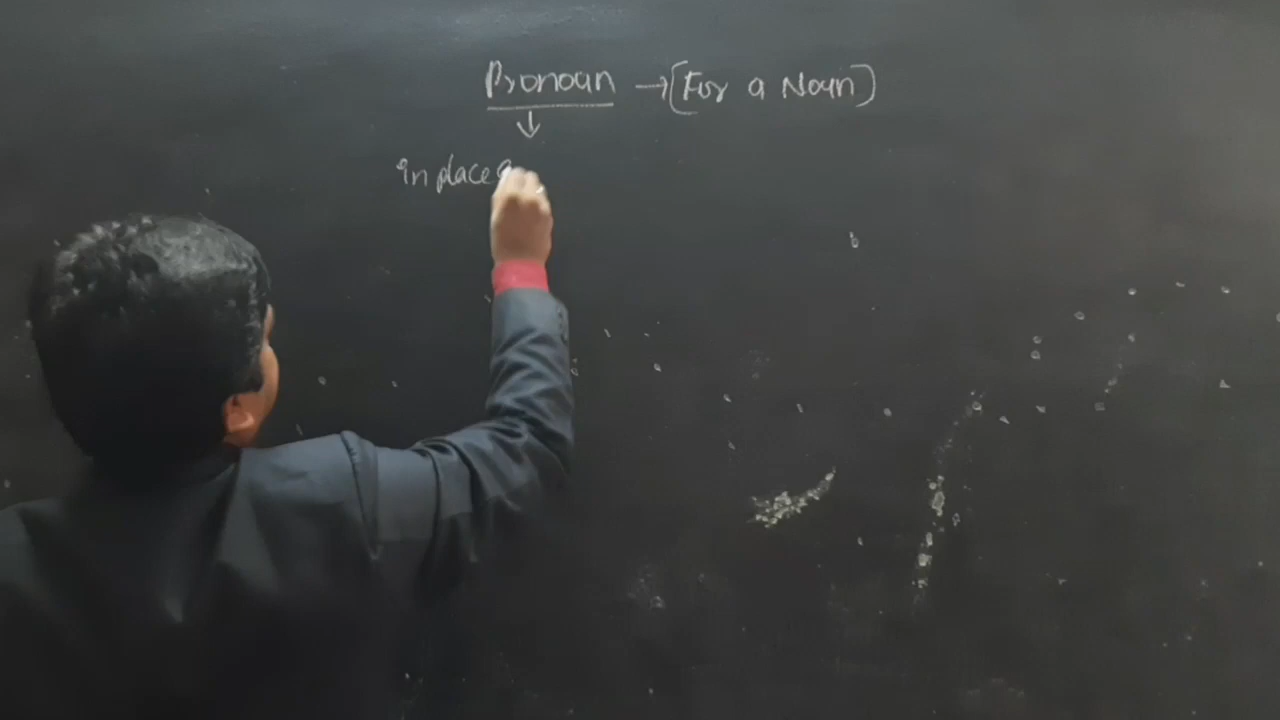 Pronoun → [For a Noun]
↓
in place